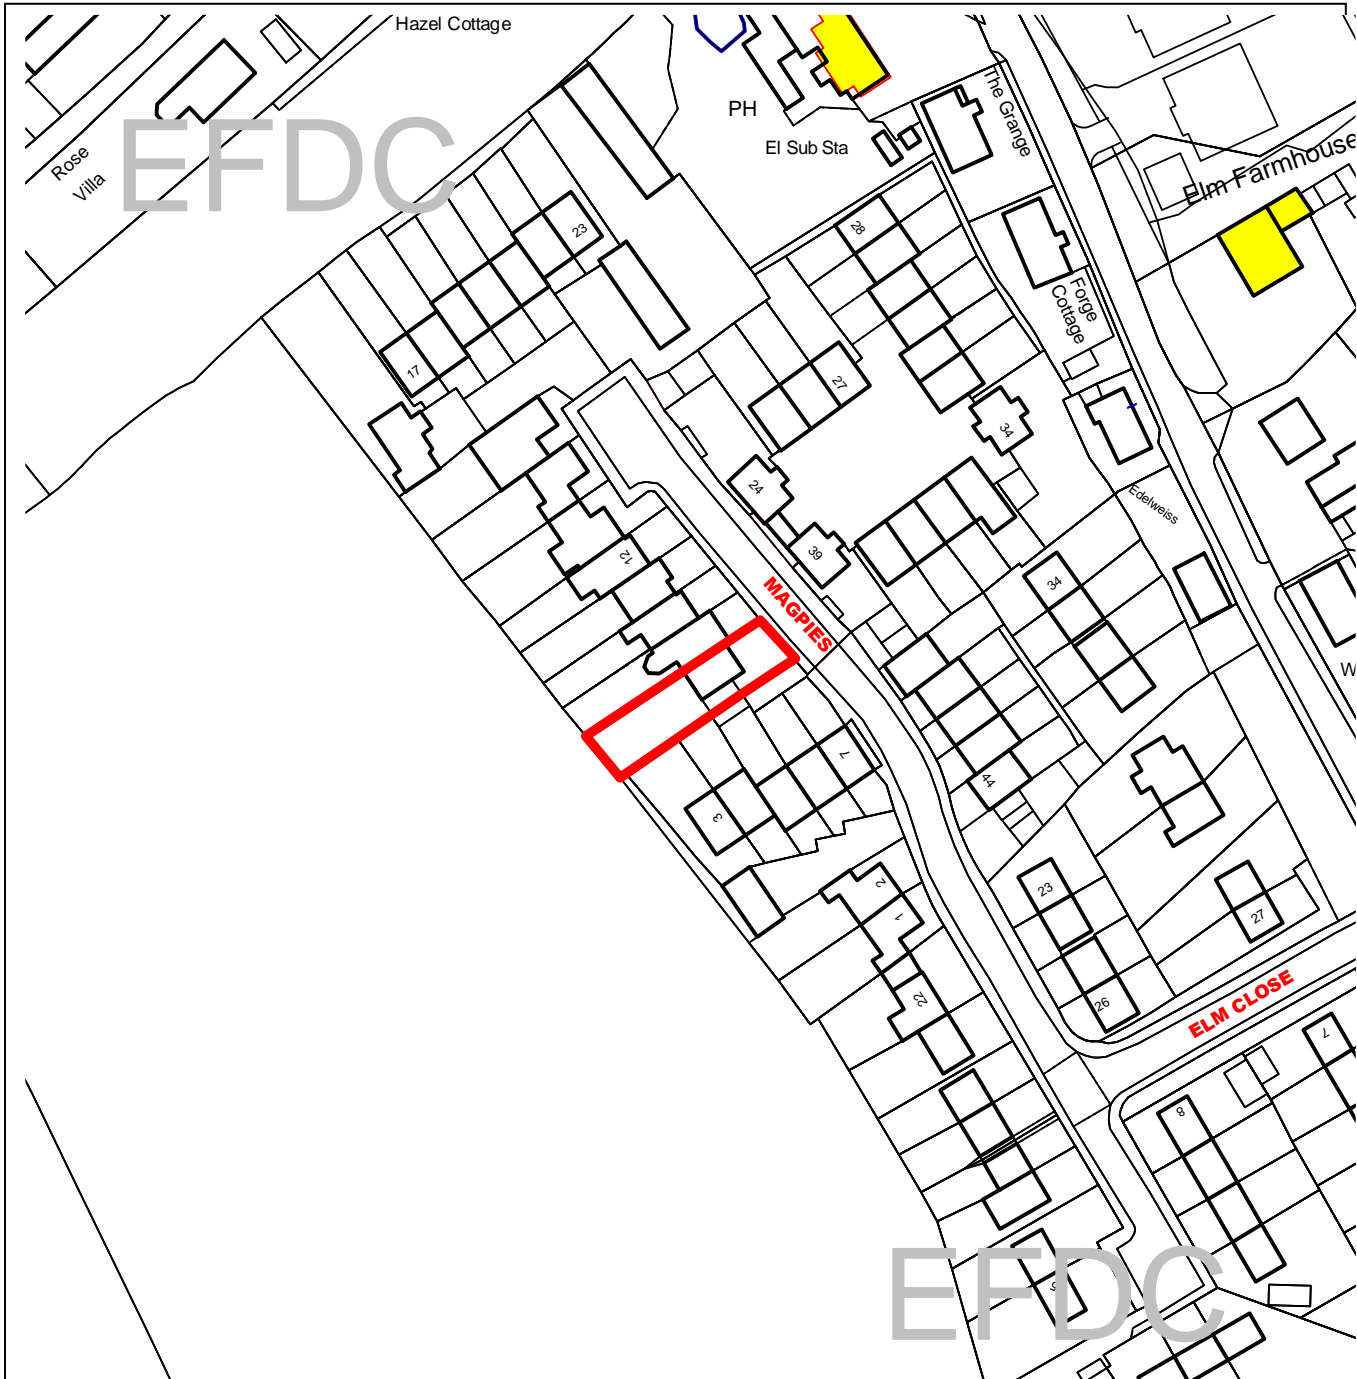 Hazel Cottage
PH
El Sub Sta
The Grange
Elm Farmhouse
Rose
Villa
EFDC
23
28
Forge
Cottage
17
27
34
24
39
Edelweiss
12
34
MAGPIES
W
7
44
3
23
2
1
27
22
26
ELM CLOSE
7
8
EFDC